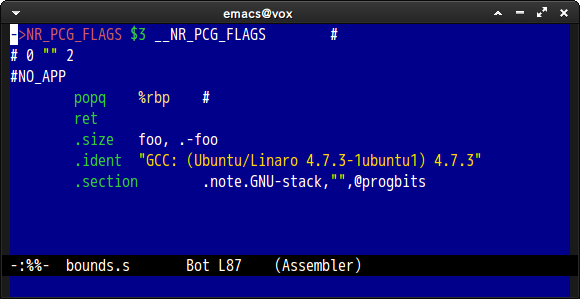 emacs@vox
->NR_PCG_FLAGS $3 __NR_PCG_FLAGS        #
# 0 "" 2
#NO_APP
        popq    %rbp    #
        ret
        .size   foo, .-foo
        .ident  "GCC: (Ubuntu/Linaro 4.7.3-1ubuntu1) 4.7.3"
        .section        .note.GNU-stack,"",@progbits
-:%%-  bounds.s       Bot L87    (Assembler)